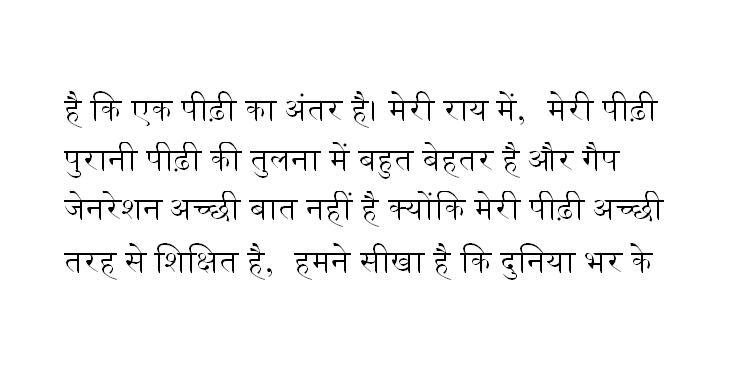 है कि एक पीढ़ी का अंतर है। मेरी राय में, मेरी पीढ़ी
पुरानी पीढ़ी की तुलना में बहुत बेहतर है और गैप
जेनरेशन अच्छी बात नहीं है क्योंकि मेरी पीढ़ी अच्छी
तरह से शिक्षित है, हमने सीखा है कि दुनिया भर के